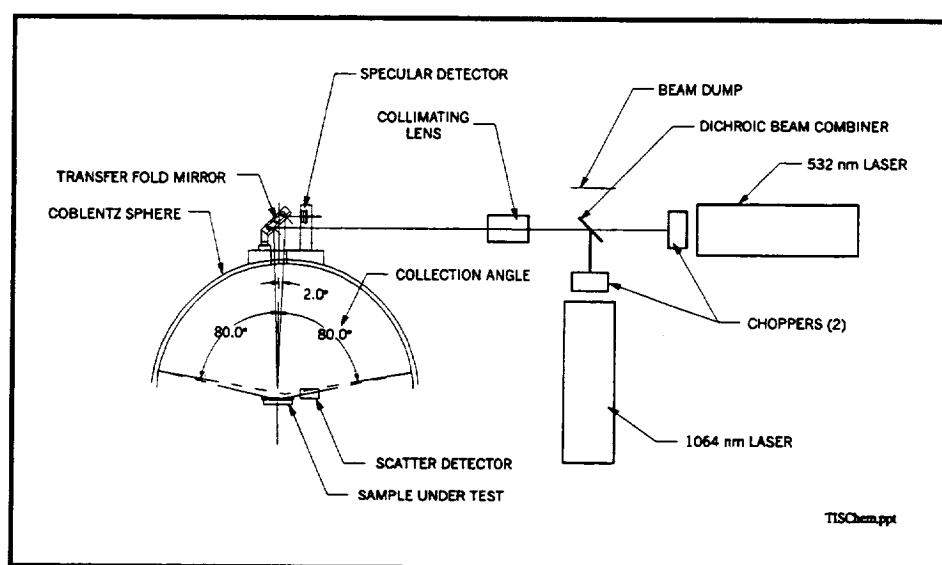 SPECULAR DETECTOR
BEAM DUMP
COLLIMATING
LENS
DICHROIC BEAM COMBINER
532 nm LASER
TRANSFER FOLD MIRROR
COBLENTZ SPHERE
COLLECTION ANGLE
2.0°
80.0°
80.0°
CHOPPERS (2)
1064 nm LASER
SCATTER DETECTOR
SAMPLE UNDER TEST
TISChem.ppt